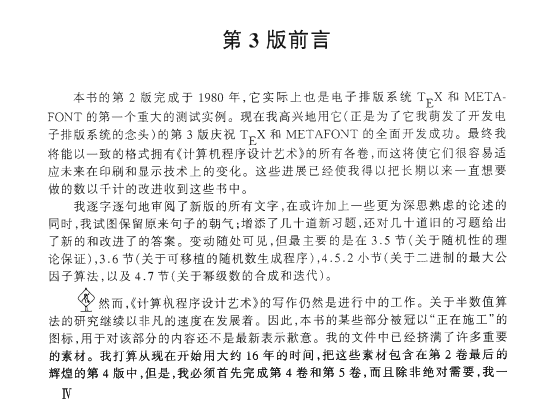 第 3 版前言
本书的第 2 版完成于 1980 年,它实际上也是电子排版系统 TEX 和 META-
FONT 的第一个重大的测试实例。现在我高兴地用它(正是为了它我萌发了开发电
子排版系统的念头)的第 3 版庆祝 TEX 和 METAFONT 的全面开发成功。最终我
将能以一致的格式拥有《计算机程序设计艺术》的所有各卷,而这将使它们很容易适
应未来在印刷和显示技术上的变化。这些进展已经使我得以把长期以来一直想要
做的数以千计的改进收到这些书中。
我逐字逐句地审阅了新版的所有文字,在或许加上一些更为深思熟虑的论述的
同时,我试图保留原来句子的朝气;增添了几十道新习题,还对几十道旧的习题给出
了新的和改进了的答案。变动随处可见,但最主要的是在 3.5 节(关于随机性的理
论保证),3.6 节(关于可移植的随机数生成程序),4.5.2 小节(关于二进制的最大公
因子算法,以及 4.7 节(关于幂级数的合成和迭代)。
然而,《计算机程序设计艺术》的写作仍然是进行中的工作。关于半数值算
法的研究继续以非凡的速度在发展着。因此,本书的某些部分被冠以“正在施工”的
图标,用于对该部分的内容还不是最新表示歉意。我的文件中已经挤满了许多重要
的素材。我打算从现在开始用大约 16 年的时间,把这些素材包含在第 2 卷最后的
辉煌的第 4 版中,但是,我必须首先完成第 4 卷和第 5 卷,而且除非绝对需要,我一
Ⅳ